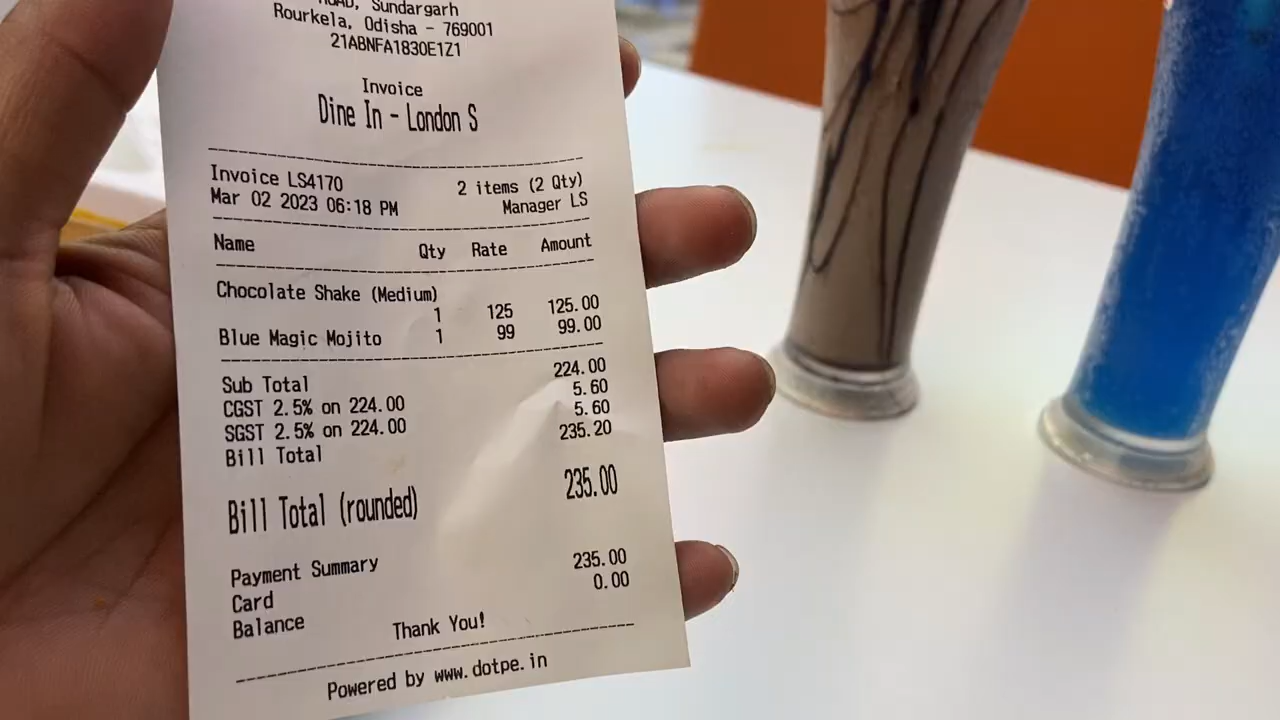 ROAD, Sundargarh
Rourkela, Odisha - 769001
21ABNFA1830E1Z1
Invoice
Dine In - London S
Invoice LS4170 2 items (2 Qty)
Mar 02 2023 06:18 PM Manager LS
Name Qty Rate Amount
Chocolate Shake (Medium)
1 125 125.00
Blue Magic Mojito 1 99 99.00
Sub Total 224.00
CGST 2.5% on 224.00 5.60
SGST 2.5% on 224.00 5.60
Bill Total 235.20
Bill Total (rounded) 235.00
Payment Summary
Card 235.00
Balance 0.00
Thank You!
Powered by www.dotpe.in